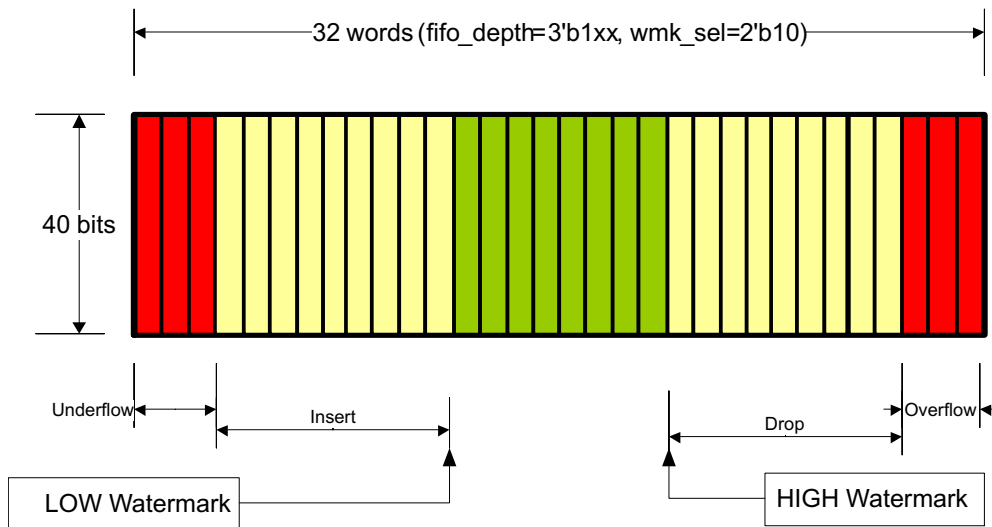 32 words (fifo_depth=3'b1xx, wmk_sel=2'b10)
40 bits
Underflow
Insert
Drop
Overflow
LOW Watermark
HIGH Watermark